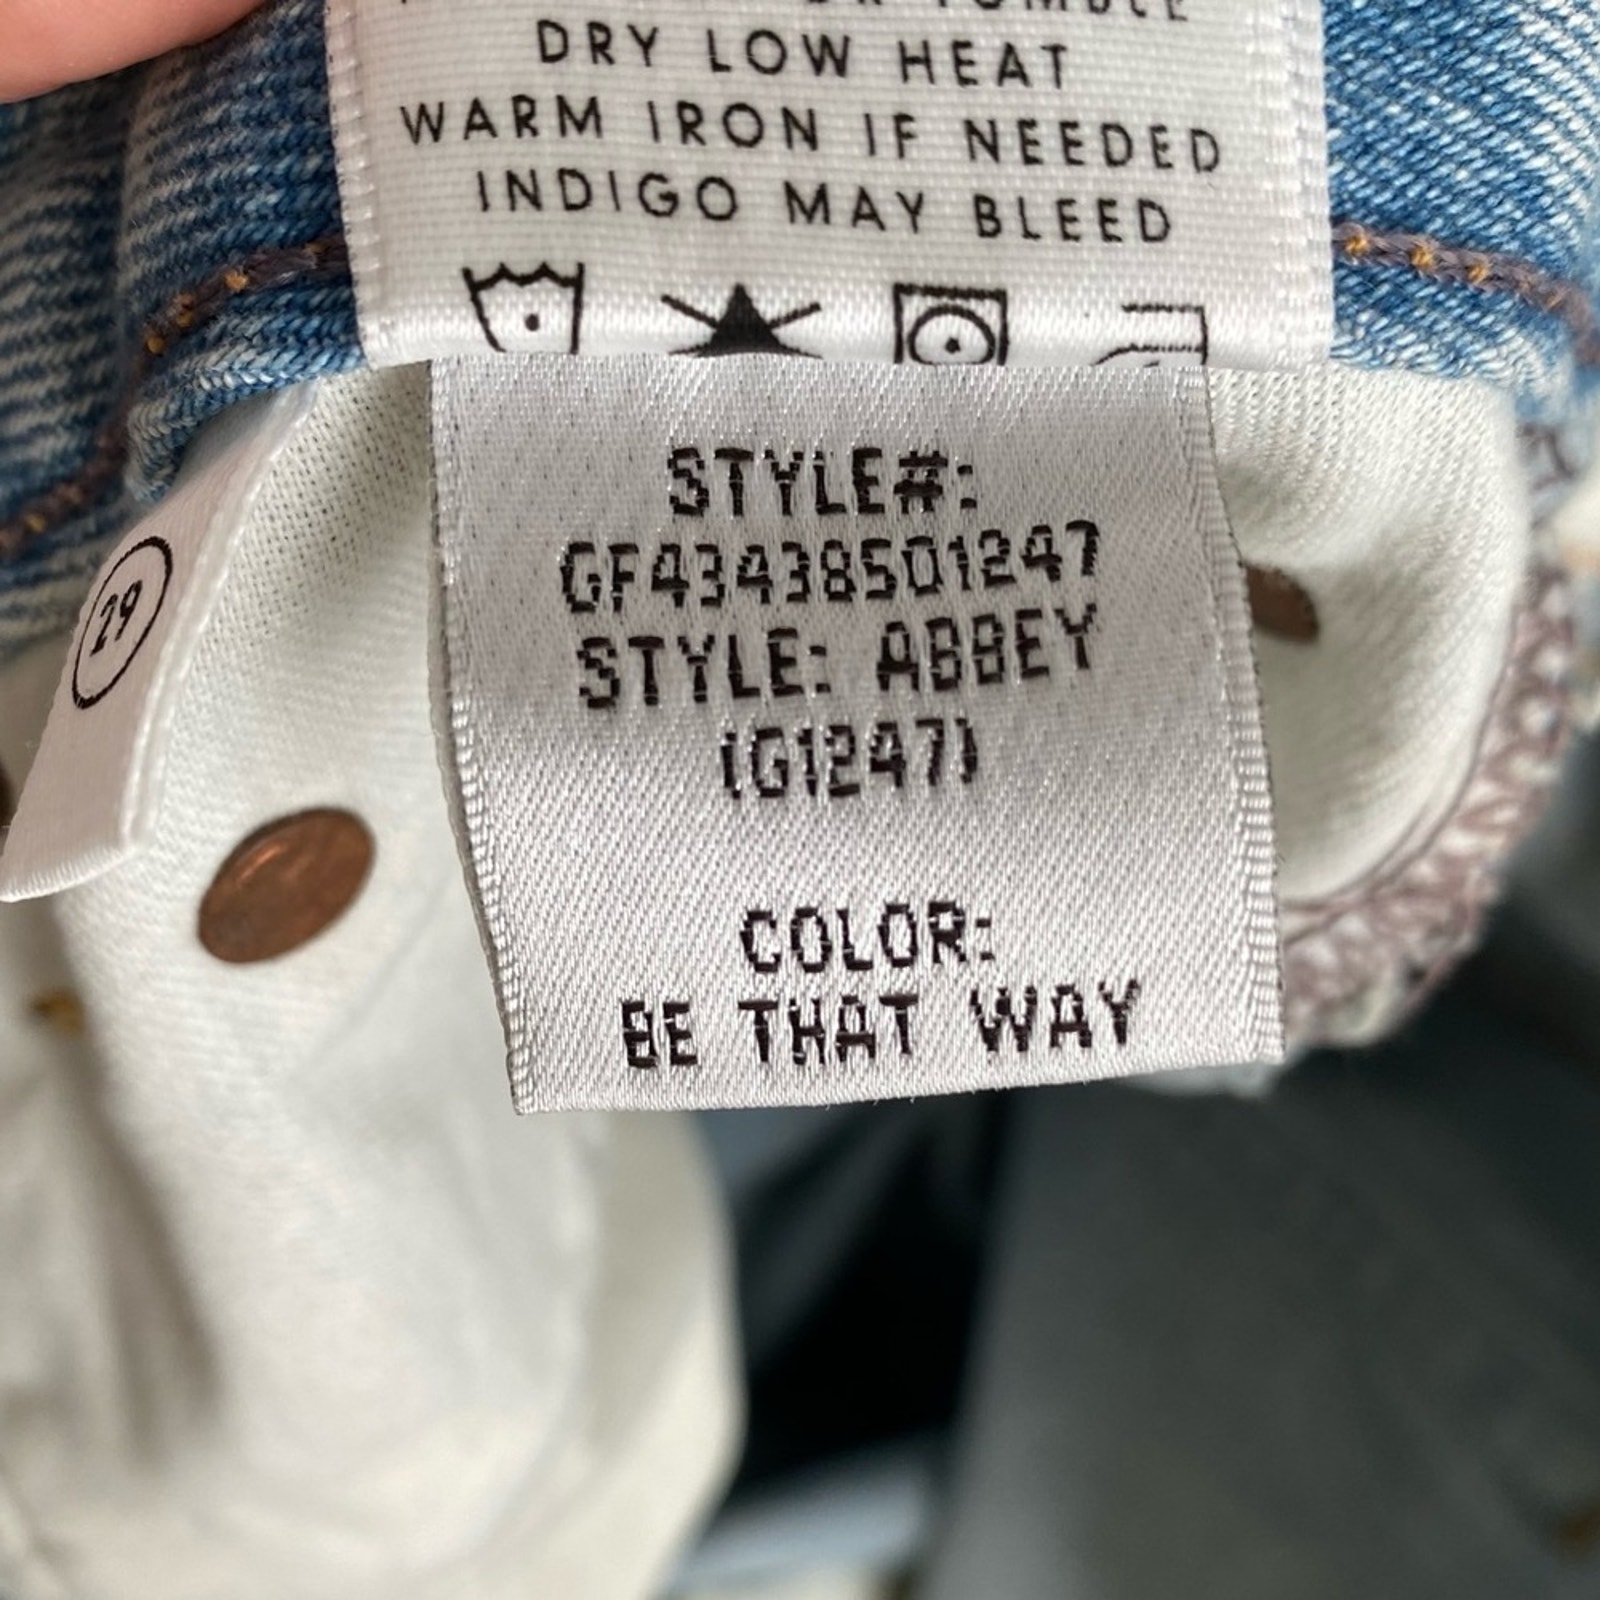 TUMBLE
DRY LOW HEAT
WARM IRON IF NEEDED
INDIGO MAY BLEED
29
STYLE#:
GF43438501247
STYLE: ABBEY
(G1247)
COLOR:
BE THAT WAY